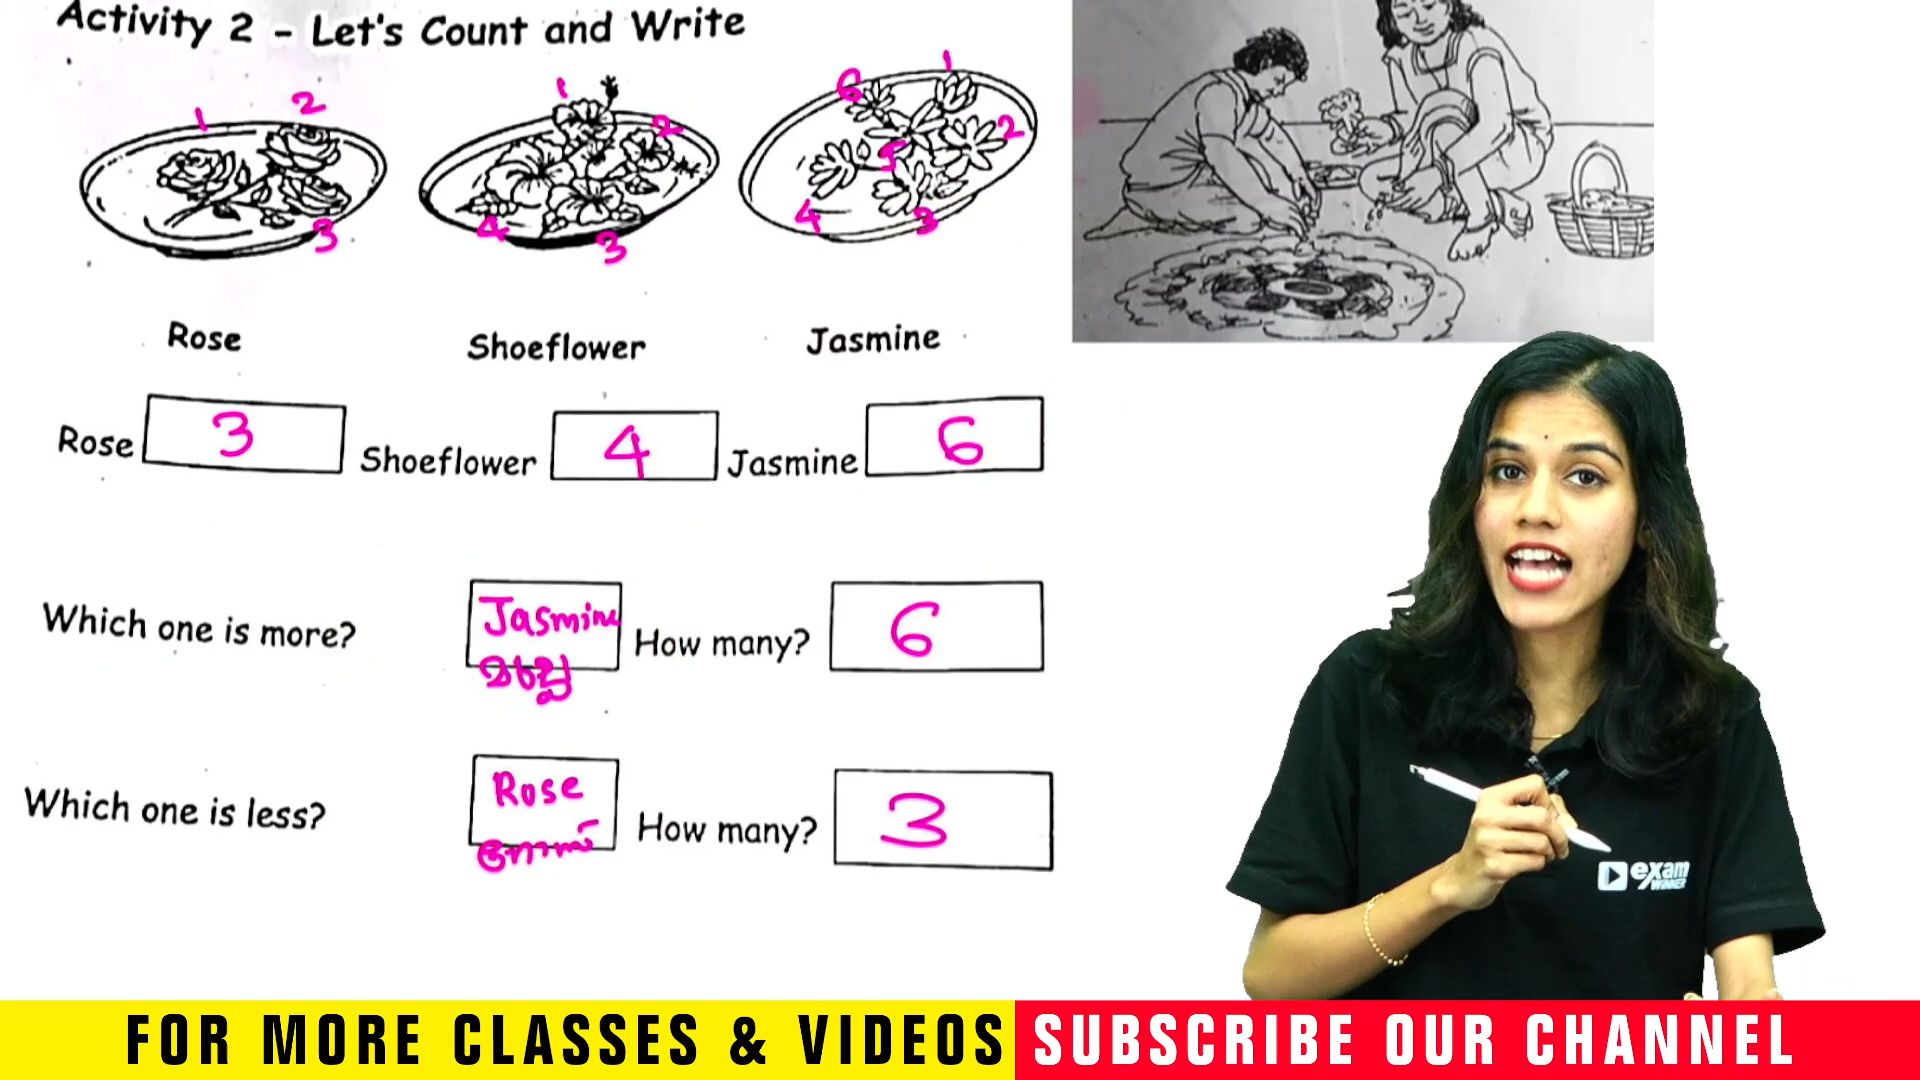 Activity 2 - Let's Count and Write
1 2 3
1 2 3 4
1 2 3 4 5 6
Rose Shoeflower Jasmine
Rose 3 Shoeflower 4 Jasmine 6
Which one is more? Jasmine How many? 6
Which one is less? Rose How many? 3
exam
WINNER
FOR MORE CLASSES & VIDEOS SUBSCRIBE OUR CHANNEL